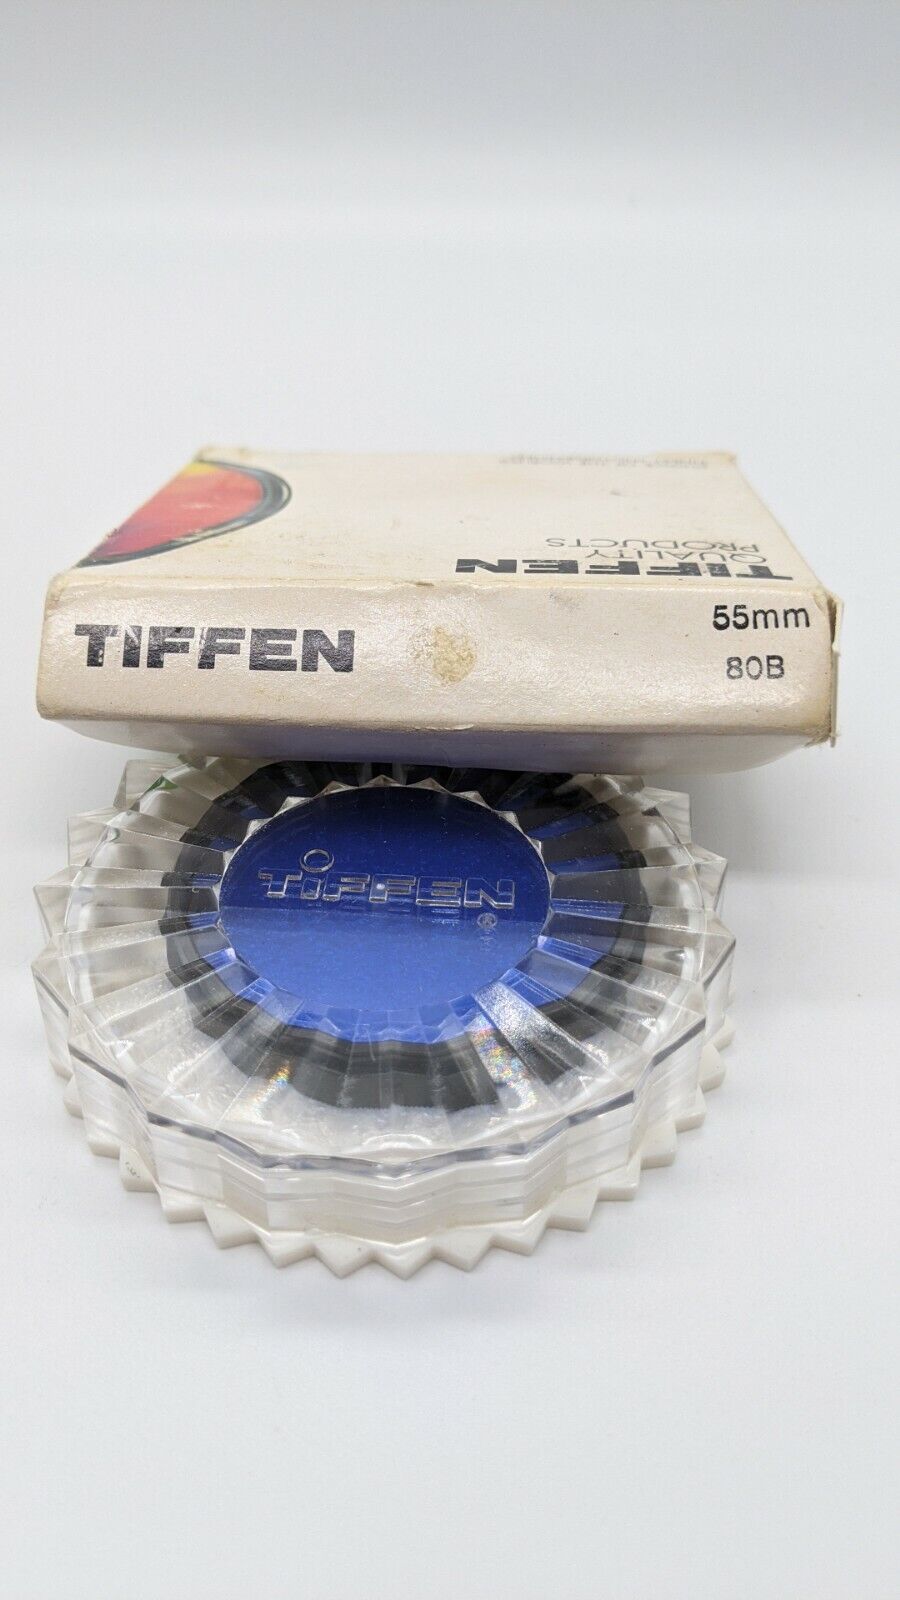 TIFFEN
QUALITY
PRODUCTS
TIFFEN
55mm
80B
TIFFEN®